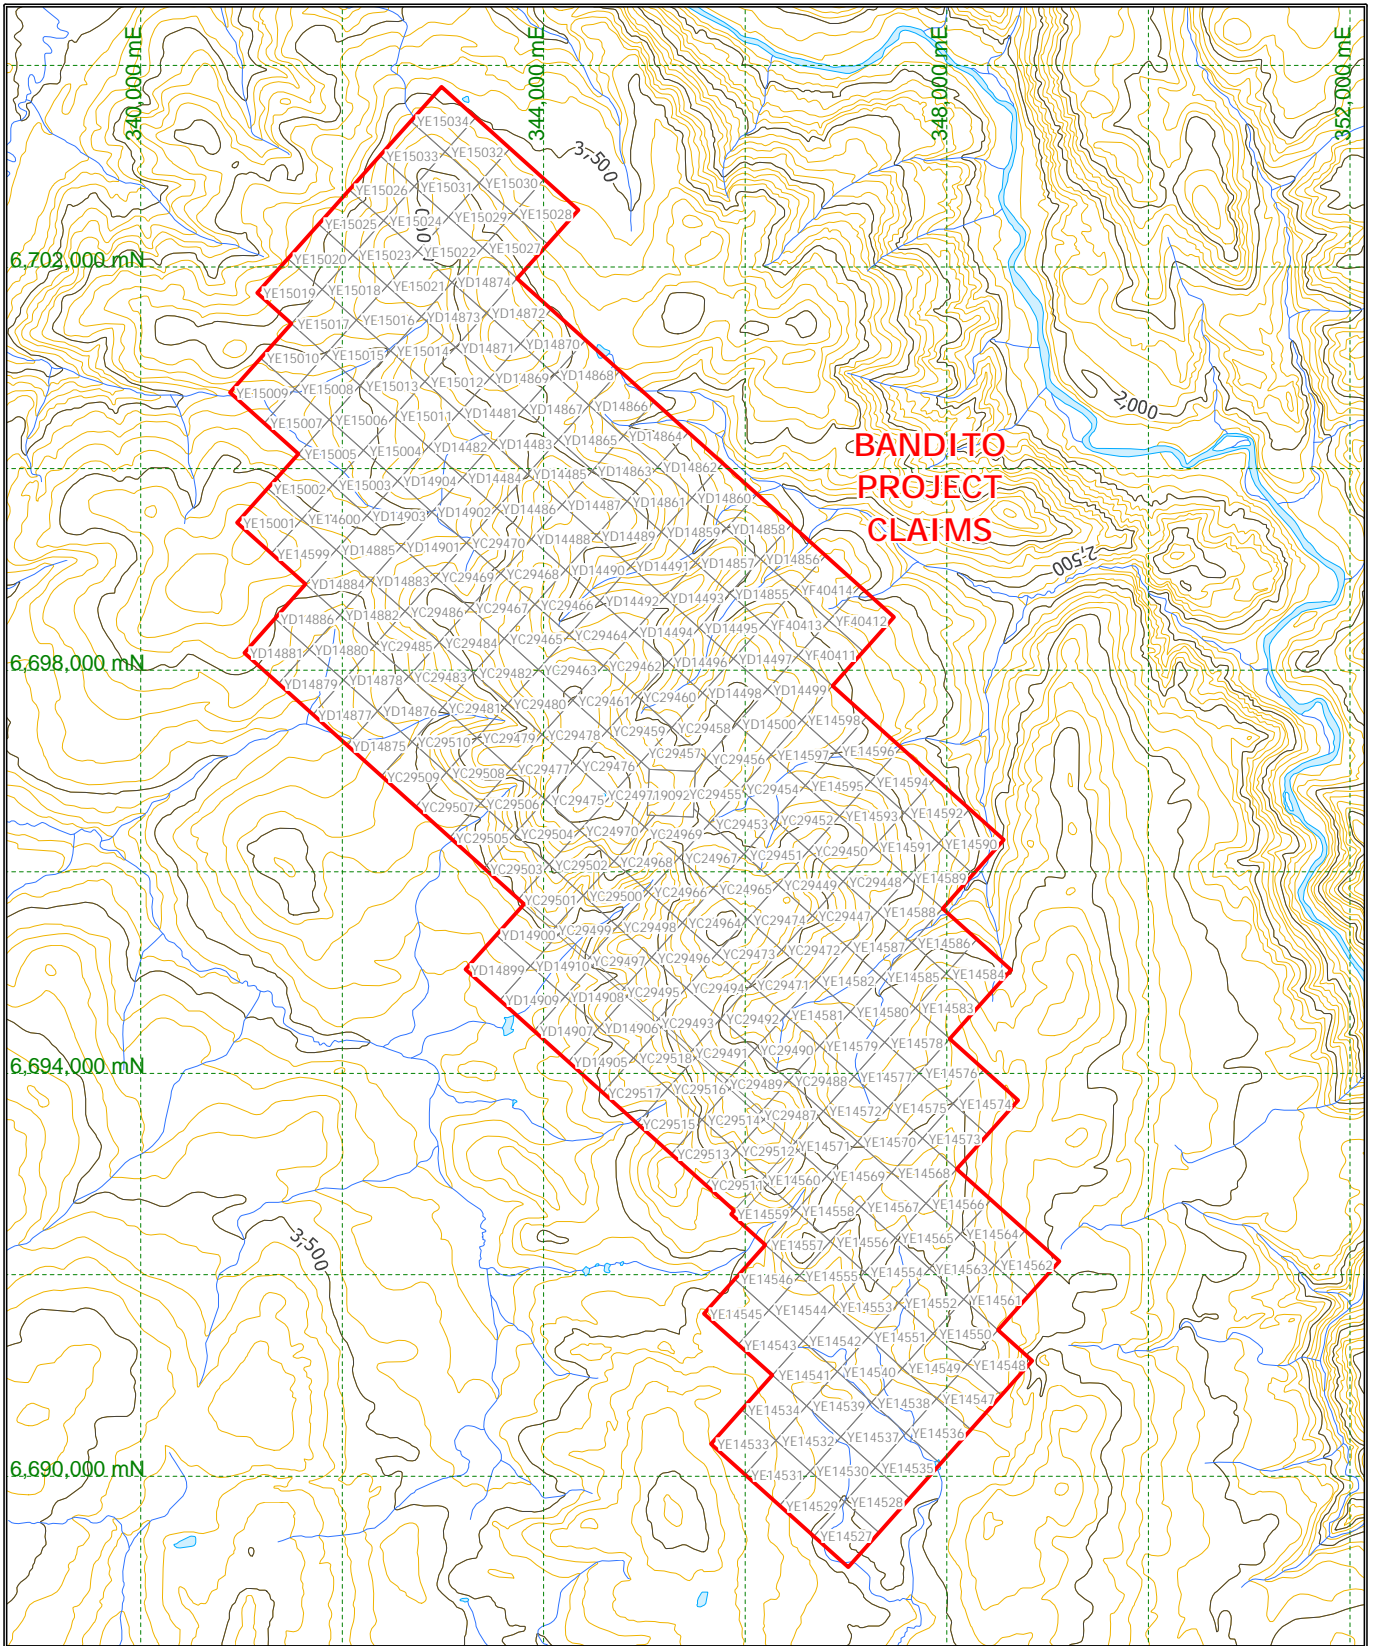 340,000 mE
344,000 mE
348,000 mE
352,000 mE
YE15034
YE15033 YE15032
3,500
YE15026 YE15031 YE15030
YE15025 YE15024 YE15029 YE15028
YE15020 YE15023 YE15022 YE15027
6,702,000 mN
YE15019 YE15018 YE15021 YD14874
YE15017 YE15016 YD14873 YD14872
YE15010 YE15015 YE15014 YD14871 YD14870
YE15009 YE15008 YE15013 YE15012 YD14869 YD14868
2,000
YE15007 YE15006 YE15011 YD14481 YD14867 YD14866
YE15005 YE15004 YD14482 YD14483 YD14865 YD14864
BANDITO
PROJECT
CLAIMS
YE15002 YE15003 YD14904 YD14484 YD14485 YD14863 YD14862
YE15001 YE14600 YD14903 YD14902 YD14486 YD14487 YD14861 YD14860
YE14599 YD14885 YD14901 YC29470 YD14488 YD14489 YD14859 YD14858
2,500
YD14884 YD14883 YC29469 YC29468 YD14490 YD14491 YD14857 YD14856
YD14886 YD14882 YC29486 YC29467 YC29466 YD14492 YD14493 YD14855 YF40414
YD14881 YD14880 YC29485 YC29484 YC29465 YC29464 YD14494 YD14495 YF40413 YF40412
6,698,000 mN
YD14879 YD14878 YC29483 YC29482 YC29463 YC29462 YD14496 YD14497 YF40411
YD14877 YD14876 YC29481 YC29480 YC29461 YC29460 YD14498 YD14499
YD14875 YC29510 YC29479 YC29478 YC29459 YC29458 YD14500 YE14598
YC29509 YC29508 YC29477 YC29476 YC29457 YC29456 YE14597 YE14596
YC29507 YC29506 YC29475 YC2497 19092 YC29455 YC29454 YE14595 YE14594
YC29505 YC29504 YC24970 YC24969 YC29453 YC29452 YE14593 YE14592
YC29503 YC29502 YC24968 YC24967 YC29451 YC29450 YE14591 YE14590
YC29501 YC29500 YC24966 YC24965 YC29449 YC29448 YE14589
YD14900 YC29499 YC29498 YC24964 YC29474 YC29447 YE14588
YD14899 YD14910 YC29497 YC29496 YC29473 YC29472 YE14587 YE14586
YD14909 YD14908 YC29495 YC29494 YC29471 YE14582 YE14585 YE14584
YD14907 YD14906 YC29493 YC29492 YE14581 YE14580 YE14583
6,694,000 mN
YD14905 YC29518 YC29491 YC29490 YE14579 YE14578
YC29517 YC29516 YC29489 YC29488 YE14577 YE14576
YC29515 YC29514 YC29487 YE14572 YE14575 YE14574
YC29513 YC29512 YE14571 YE14570 YE14573
YC29511 YE14560 YE14569 YE14568
YE14559 YE14558 YE14567 YE14566
3,500
YE14557 YE14556 YE14565 YE14564
YE14546 YE14555 YE14554 YE14563 YE14562
YE14545 YE14544 YE14553 YE14552 YE14561
YE14543 YE14542 YE14551 YE14550
YE14541 YE14540 YE14549 YE14548
YE14534 YE14539 YE14538 YE14547
YE14533 YE14532 YE14537 YE14536
6,690,000 mN
YE14531 YE14530 YE14535
YE14529 YE14528
YE14527